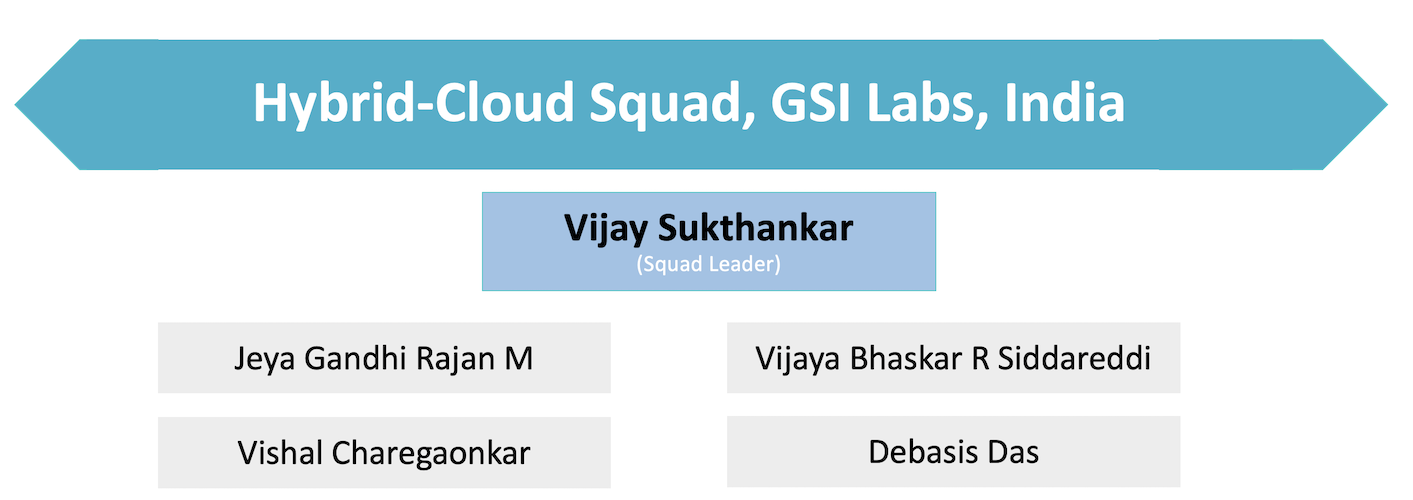 Hybrid-Cloud Squad, GSI Labs, India
Vijay Sukthankar
(Squad Leader)
Jeya Gandhi Rajan M
Vijaya Bhaskar R Siddareddi
Vishal Charegaonkar
Debasis Das